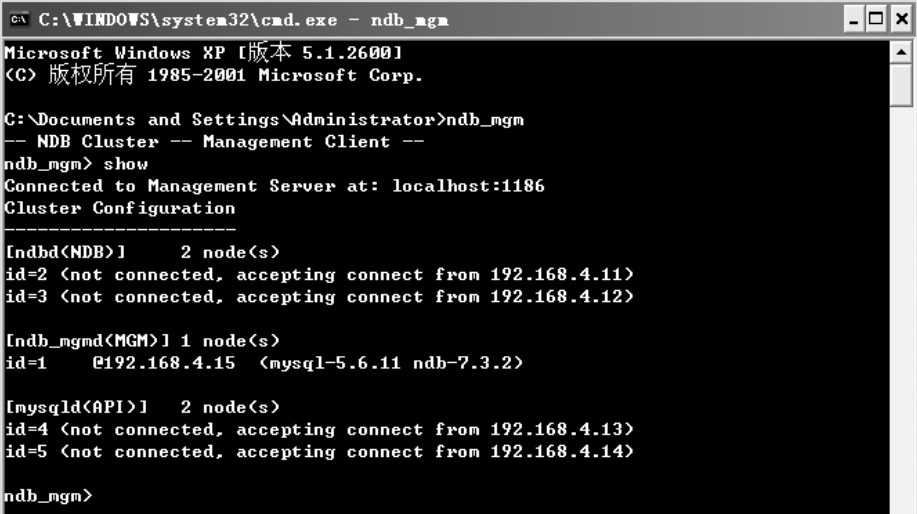 C:\WINDOWS\system32\cmd.exe - ndb_mgm
Microsoft Windows XP [版本 5.1.2600]
(C) 版权所有 1985-2001 Microsoft Corp.
C:\Documents and Settings\Administrator>ndb_mgm
-- NDB Cluster -- Management Client --
ndb_mgm> show
Connected to Management Server at: localhost:1186
Cluster Configuration
---------------------
[ndbd(NDB)]     2 node(s)
id=2 (not connected, accepting connect from 192.168.4.11)
id=3 (not connected, accepting connect from 192.168.4.12)
[ndb_mgmd(MGM)] 1 node(s)
id=1    @192.168.4.15  (mysql-5.6.11 ndb-7.3.2)
[mysqld(API)]   2 node(s)
id=4 (not connected, accepting connect from 192.168.4.13)
id=5 (not connected, accepting connect from 192.168.4.14)
ndb_mgm>